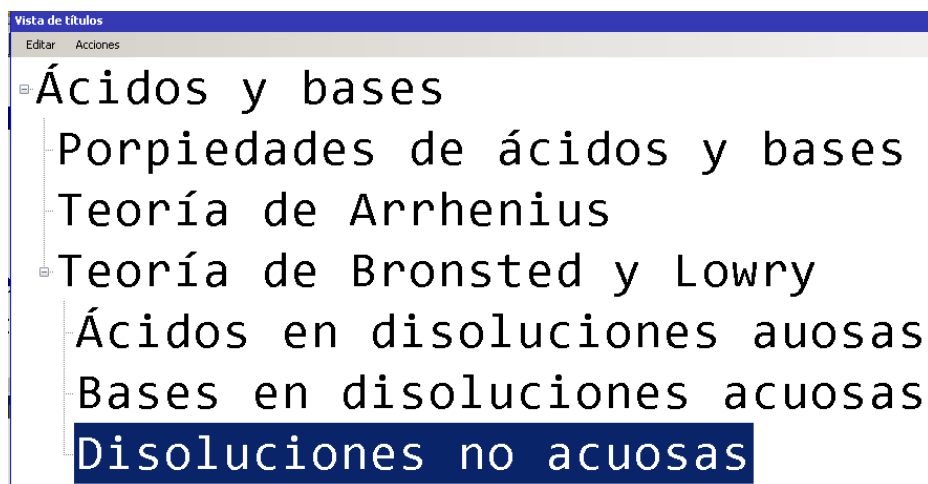 Vista de títulos
Editar Acciones
Ácidos y bases
Porpiedades de ácidos y bases
Teoría de Arrhenius
Teoría de Bronsted y Lowry
Ácidos en disoluciones auosas
Bases en disoluciones acuosas
Disoluciones no acuosas